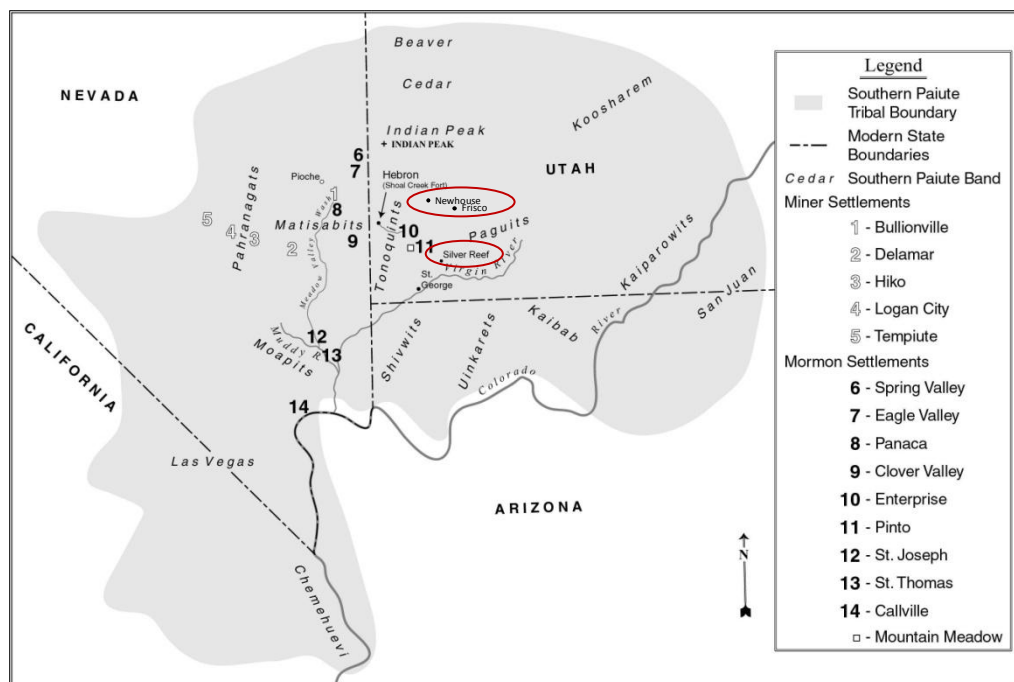 Beaver
Cedar
NEVADA
Koosharem
Indian Peak
+ INDIAN PEAK
6
7
UTAH
Pioche
Hebron
(Shoal Creek Fort)
1
8
Newhouse
Frisco
Pahranagats
5
4
3
2
Matisabits
9
Meadow Valley Wash
Tonoquints
10
11
Paguits
Silver Reef
Virgin River
St.
George
Kaiparowits
San Juan
CALIFORNIA
12
Muddy R.
13
Moapits
Shivwits
Uinkarets
Kaibab
River
Colorado
14
Las Vegas
ARIZONA
Chemehuevi
N
Legend
Southern Paiute
Tribal Boundary
Modern State
Boundaries
Cedar Southern Paiute Band
Miner Settlements
1 - Bullionville
2 - Delamar
3 - Hiko
4 - Logan City
5 - Tempiute
Mormon Settlements
6 - Spring Valley
7 - Eagle Valley
8 - Panaca
9 - Clover Valley
10 - Enterprise
11 - Pinto
12 - St. Joseph
13 - St. Thomas
14 - Callville
- Mountain Meadow